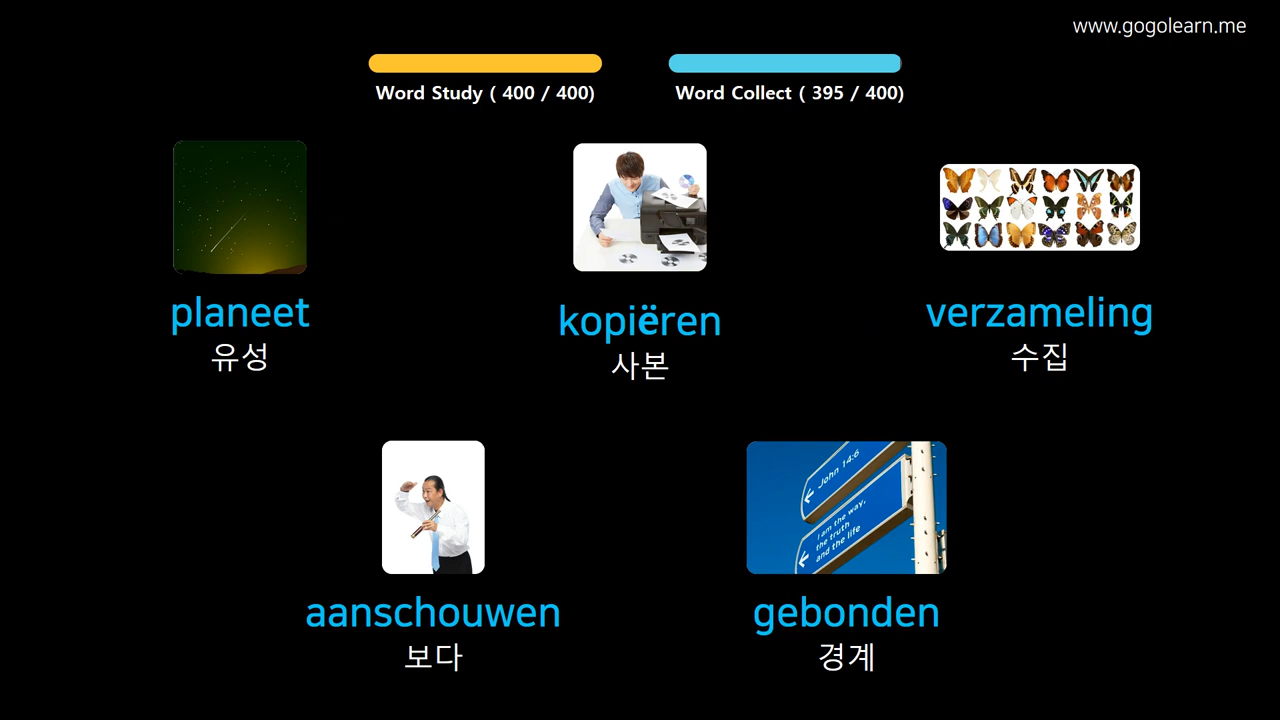 www.gogolearn.me
Word Study ( 400 / 400)
Word Collect ( 395 / 400)
planeet
유성
kopiëren
사본
verzameling
수집
John 14:6
I am the way,
the truth
and the life
aanschouwen
보다
gebonden
경계